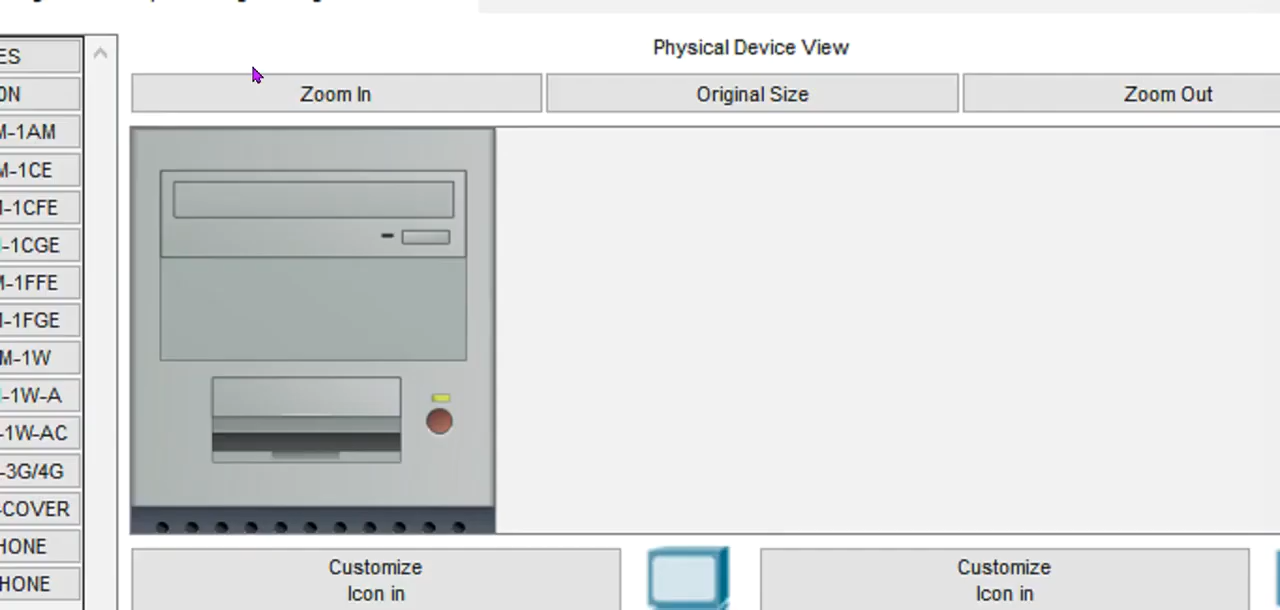 Physical Device View
Zoom In
Original Size
Zoom Out
ES
ON
M-1AM
M-1CE
-1CFE
-1CGE
M-1FFE
-1FGE
M-1W
-1W-A
-1W-AC
-3G/4G
-COVER
HONE
HONE
Customize
Icon in
Customize
Icon in